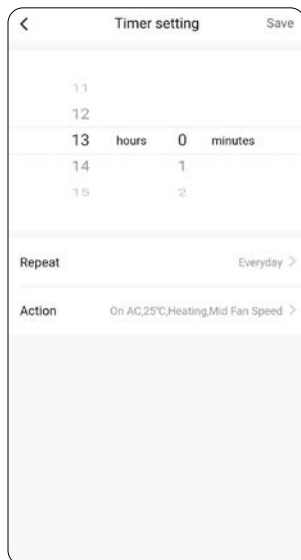 Timer setting Save
11
12
13 hours 0 minutes
14 1
15 2
Repeat Everyday
Action On AC,25℃,Heating,Mid Fan Speed